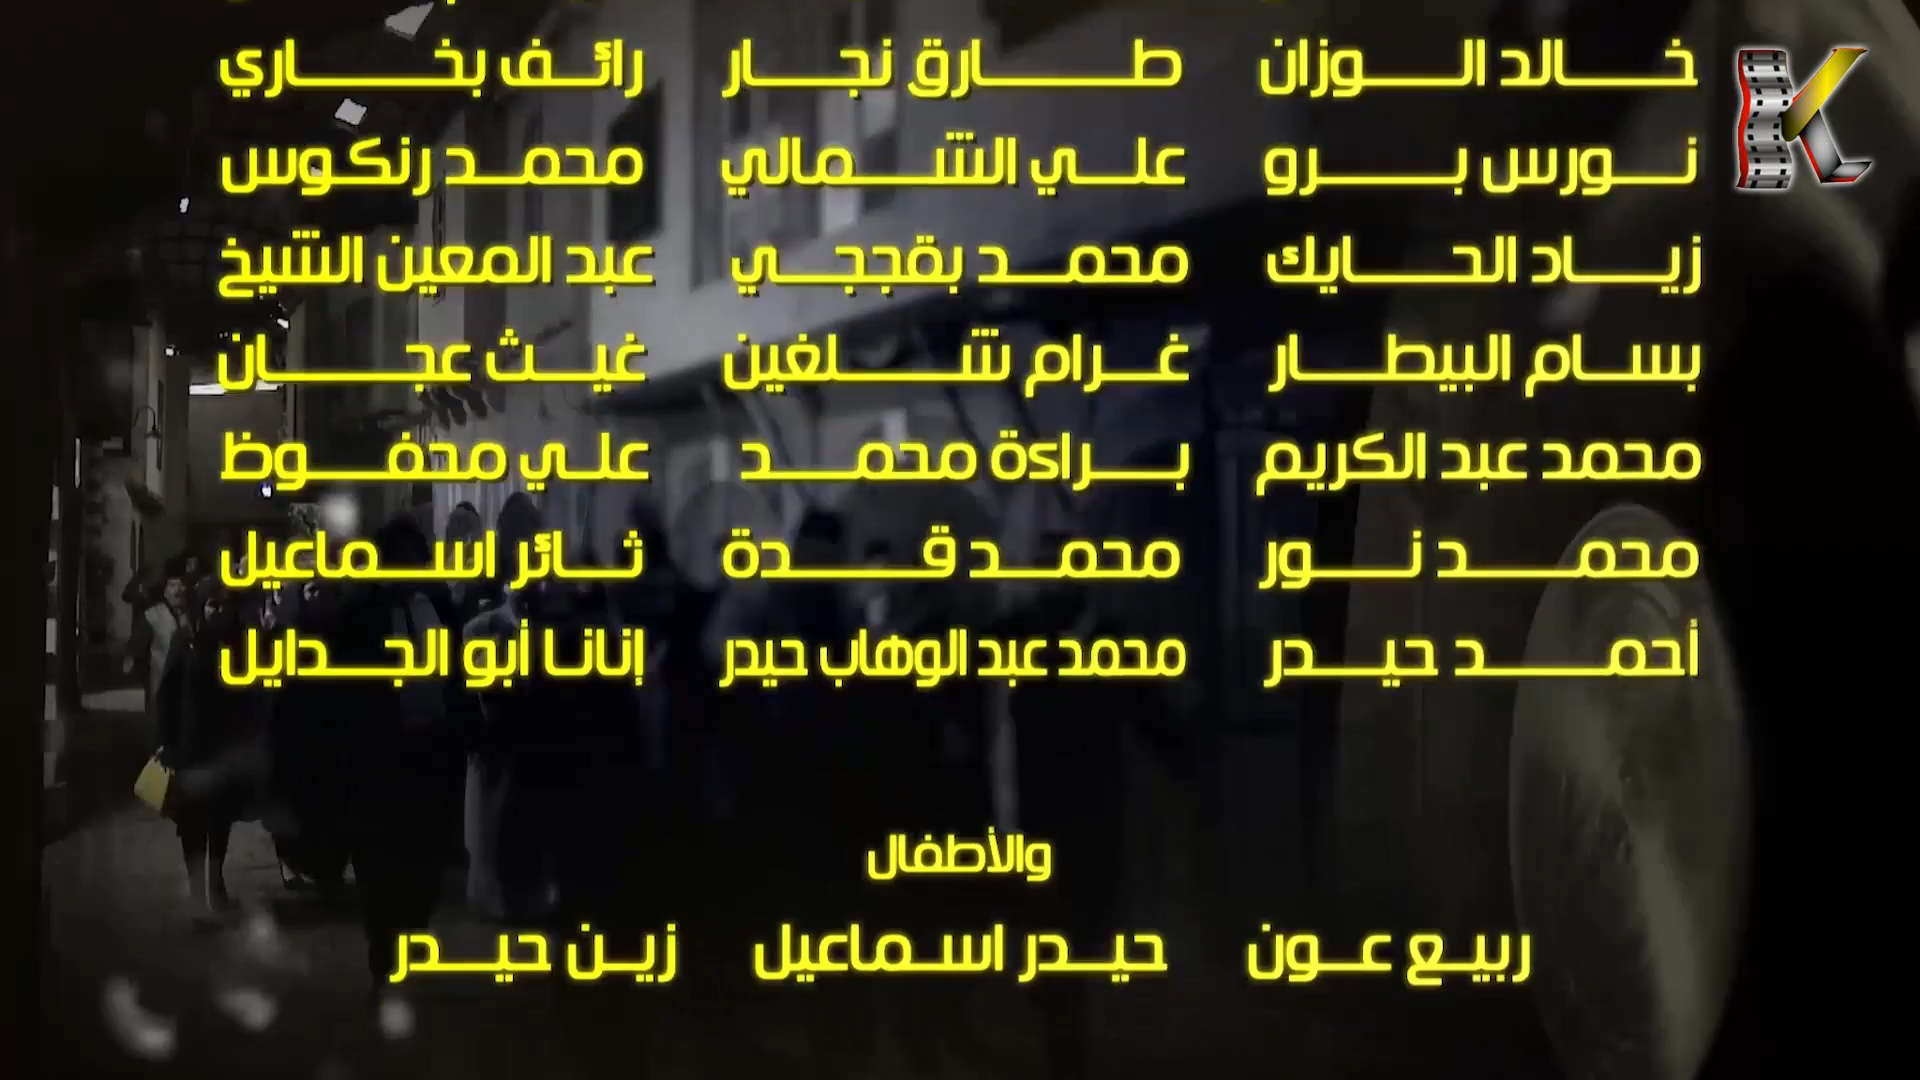 خالد الوزان طارق نجار رائف بخاري
نورس برو علي الشمالي محمد رنكوس
زياد الحايك محمد بقججي عبد المعين الشيخ
بسام البيطار غرام شلغين غيث عجان
محمد عبد الكريم براءة محمد علي محفوظ
محمد نور محمد قدة ثائر اسماعيل
أحمد حيدر محمد عبد الوهاب حيدر إنانا أبو الجدايل
والأطفال
ربيع عون حيدر اسماعيل زين حيدر
K